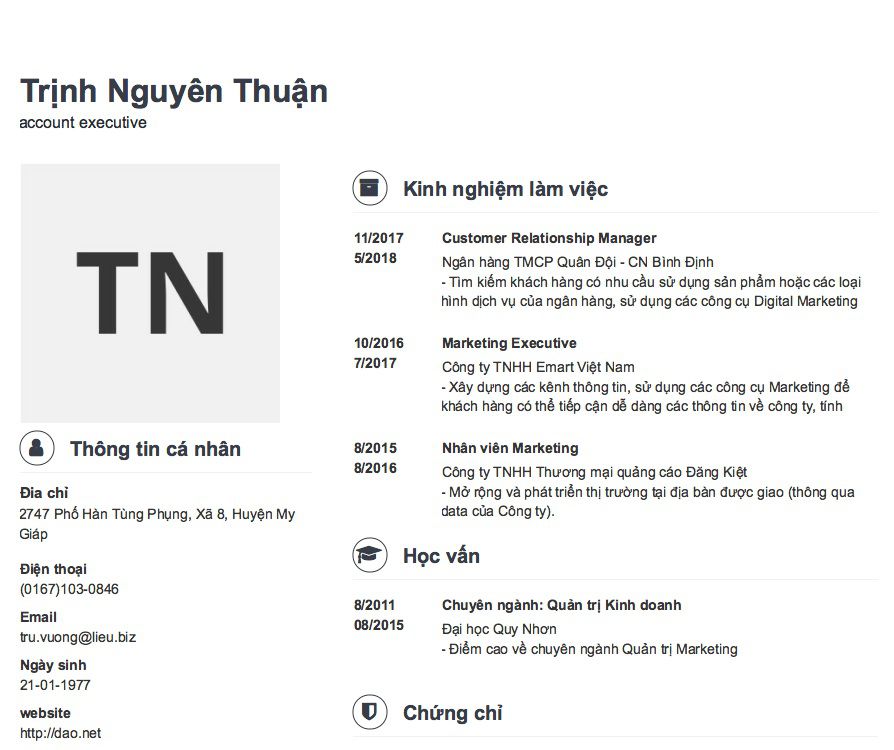 Trịnh Nguyên Thuận
account executive
TN
Thông tin cá nhân
Đia chỉ
2747 Phố Hàn Tùng Phụng, Xã 8, Huyện My
Giáp
Điện thoại
(0167)103-0846
Email
tru.vuong@lieu.biz
Ngày sinh
21-01-1977
website
http://dao.net
Kinh nghiệm làm việc
11/2017 Customer Relationship Manager
5/2018 Ngân hàng TMCP Quân Đội - CN Bình Định
- Tìm kiếm khách hàng có nhu cầu sử dụng sản phẩm hoặc các loại
hình dịch vụ của ngân hàng, sử dụng các công cụ Digital Marketing
10/2016 Marketing Executive
7/2017 Công ty TNHH Emart Việt Nam
- Xây dựng các kênh thông tin, sử dụng các công cụ Marketing để
khách hàng có thể tiếp cận dễ dàng các thông tin về công ty, tính
8/2015 Nhân viên Marketing
8/2016 Công ty TNHH Thương mại quảng cáo Đăng Kiệt
- Mở rộng và phát triển thị trường tại địa bàn được giao (thông qua
data của Công ty).
Học vấn
8/2011 Chuyên ngành: Quản trị Kinh doanh
08/2015 Đại học Quy Nhơn
- Điểm cao về chuyên ngành Quản trị Marketing
Chứng chỉ